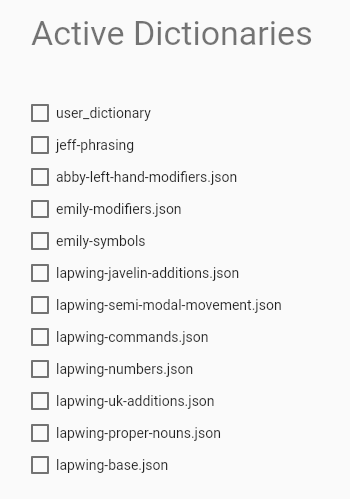 Active Dictionaries
user_dictionary
jeff-phrasing
abby-left-hand-modifiers.json
emily-modifiers.json
emily-symbols
lapwing-javelin-additions.json
lapwing-semi-modal-movement.json
lapwing-commands.json
lapwing-numbers.json
lapwing-uk-additions.json
lapwing-proper-nouns.json
lapwing-base.json